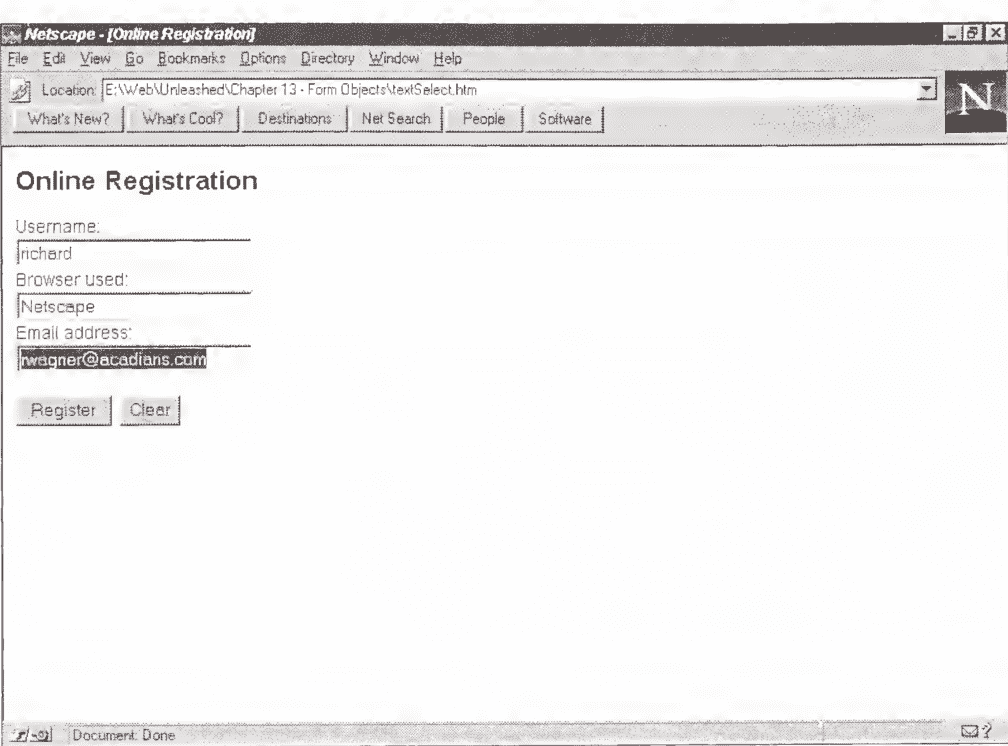 Netscape - [Online Registration]
File Edit View Go Bookmarks Options Directory Window Help
Location: E:\Web\Unleashed\Chapter 13 - Form Objects\textSelect.htm
What's New? What's Cool? Destinations Net Search People Software
N
Online Registration
Username:
richard
Browser used:
Netscape
Email address:
rwagner@acadians.com
Register Clear
Document: Done
?